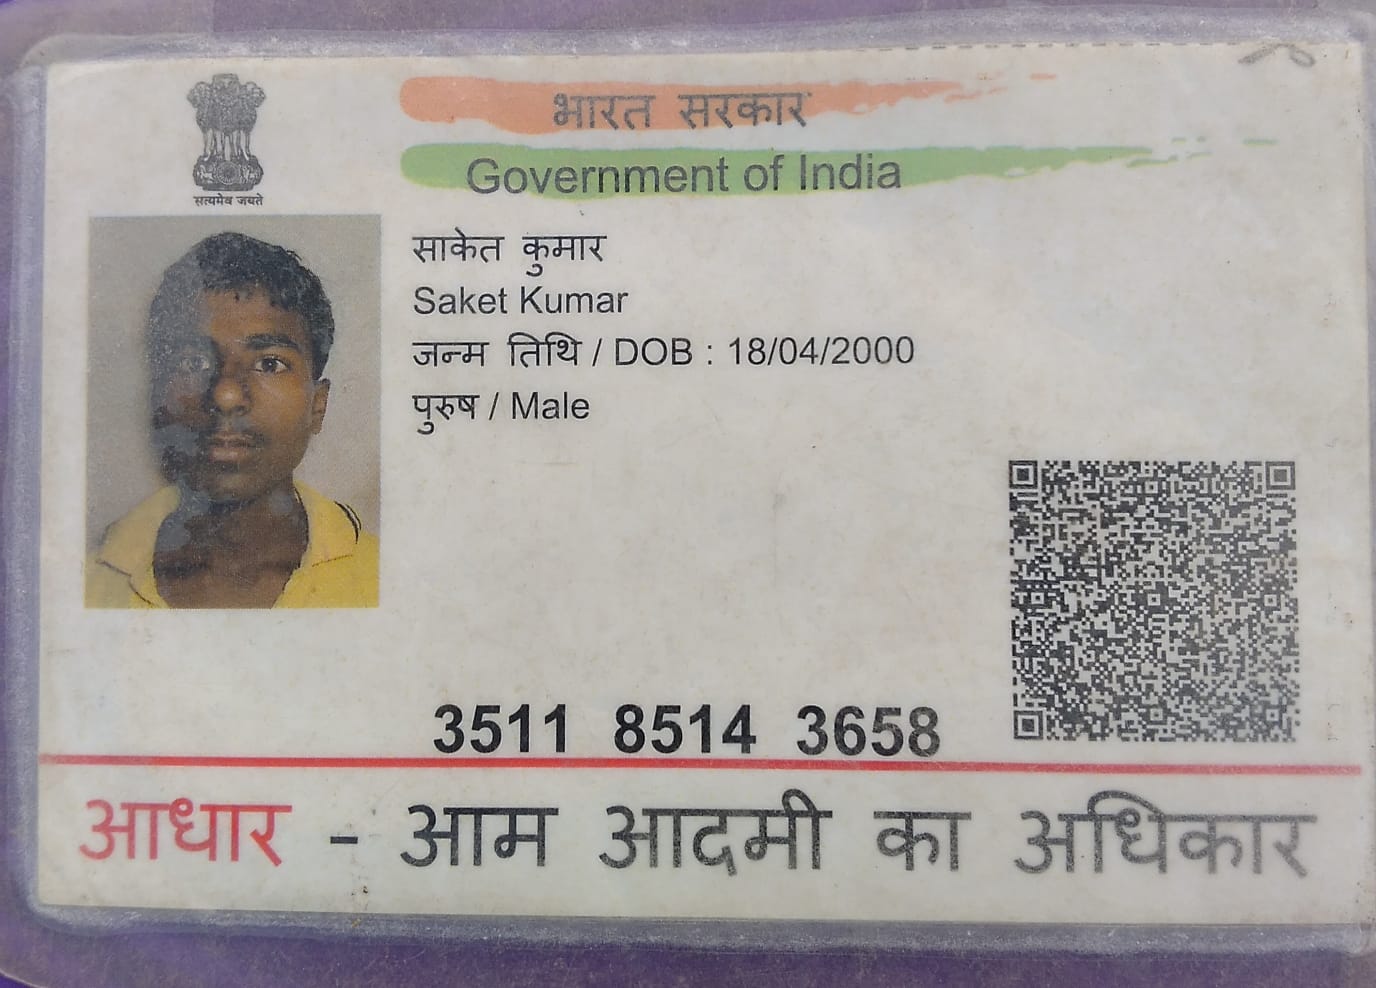 सत्यमेव जयते
भारत सरकार
Government of India
साकेत कुमार
Saket Kumar
जन्म तिथि / DOB : 18/04/2000
पुरुष / Male
3511 8514 3658
आधार - आम आदमी का अधिकार